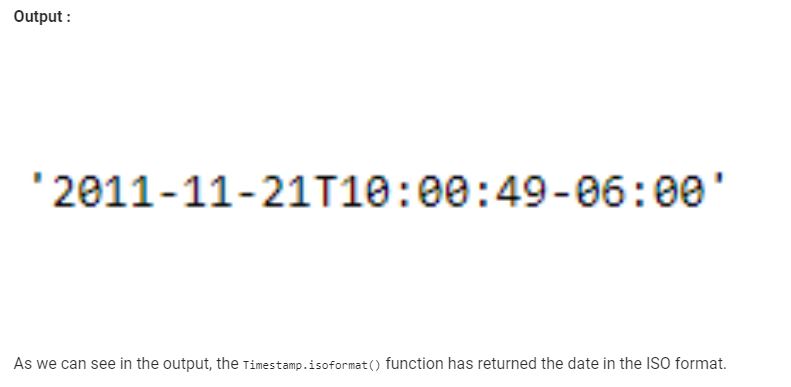 Output :
'2011-11-21T10:00:49-06:00'
As we can see in the output, the Timestamp.isoformat() function has returned the date in the ISO format.